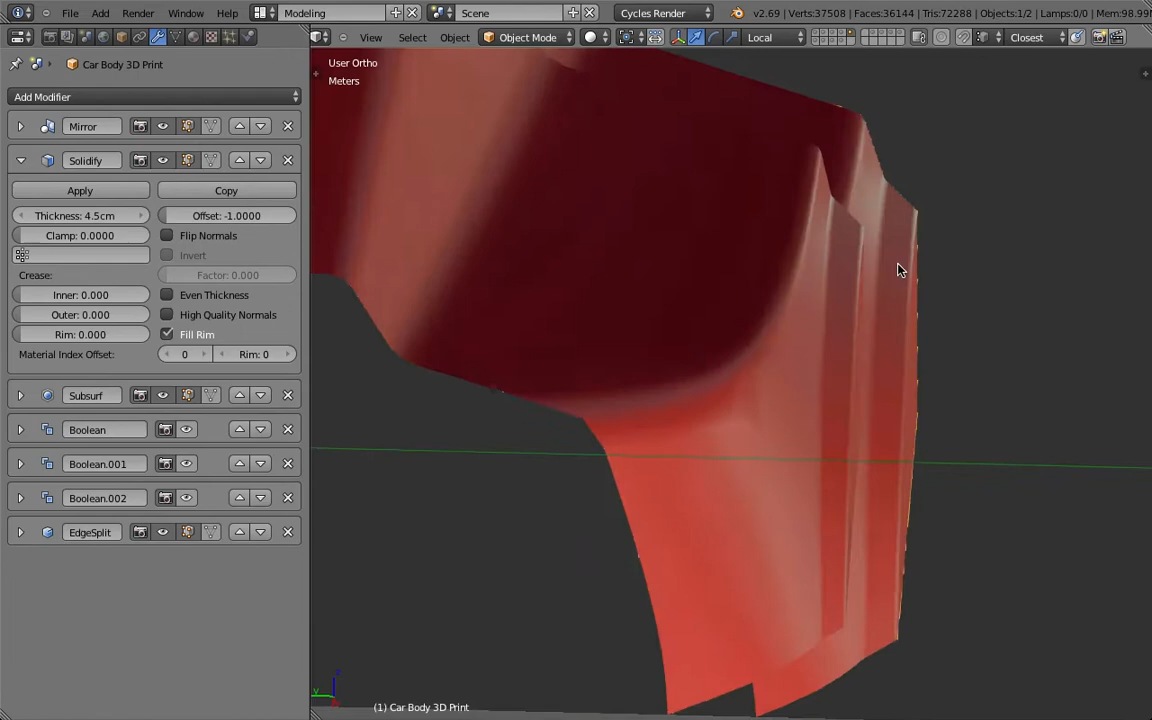 File Add Render Window Help Modeling Scene Cycles Render v2.69 | Verts:37508 | Faces:36144 | Tris:72288 | Objects:1/2 | Lamps:0/0 | Mem:98.99
View Select Object Object Mode Local Closest
Car Body 3D Print
User Ortho
Meters
Add Modifier
Mirror
Solidify
Apply Copy
Thickness: 4.5cm Offset: -1.0000
Clamp: 0.0000 Flip Normals
Invert
Crease: Factor: 0.000
Inner: 0.000 Even Thickness
Outer: 0.000 High Quality Normals
Rim: 0.000 Fill Rim
Material Index Offset: 0 Rim: 0
Subsurf
Boolean
Boolean.001
Boolean.002
EdgeSplit
z
y
(1) Car Body 3D Print